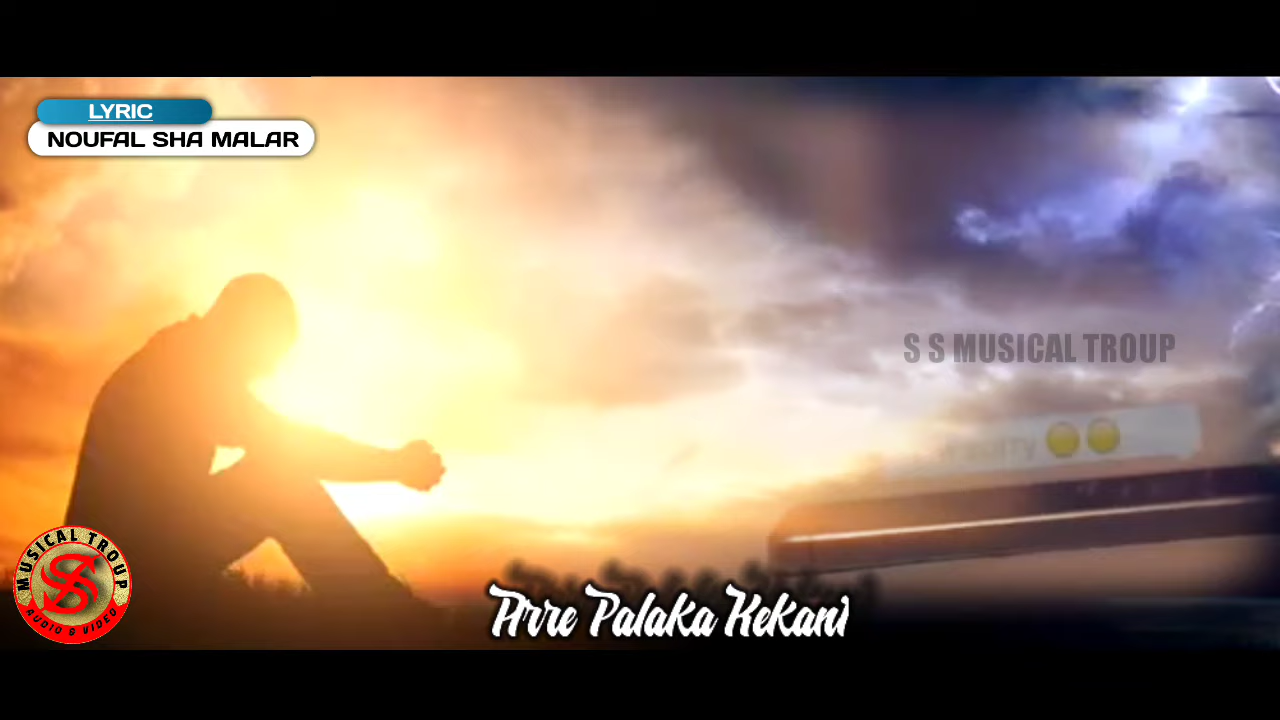 LYRIC
NOUFAL SHA MALAR
S S MUSICAL TROUP
MUSICAL TROUP
AUDIO & VIDEO
Arre Palaka Kekani